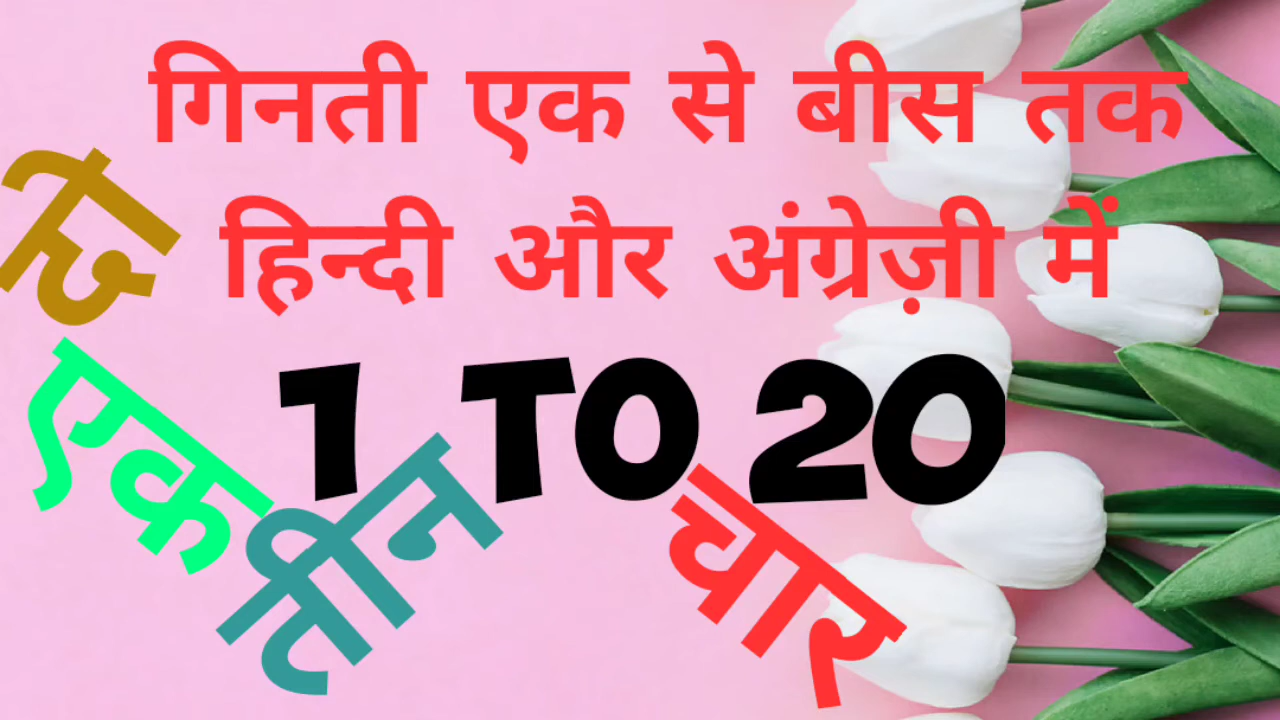 गिनती एक से बीस तक
हिन्दी और अंग्रेज़ी में
दो
1 TO 20
एक
तीन
चार